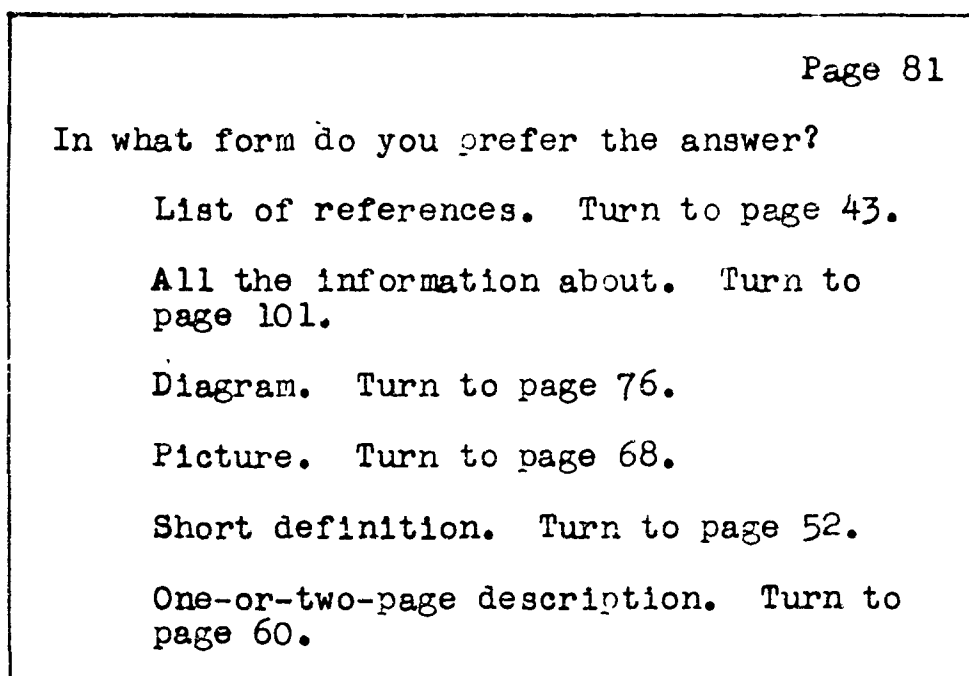 Page 81
In what form do you prefer the answer?
List of references. Turn to page 43.
All the information about. Turn to
page 101.
Diagram. Turn to page 76.
Picture. Turn to page 68.
Short definition. Turn to page 52.
One-or-two-page description. Turn to
page 60.